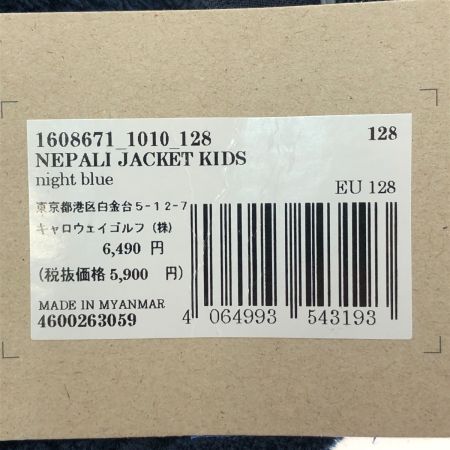 1608671_1010_128 128
NEPALI JACKET KIDS
night blue
EU 128
東京都港区白金台5-12-7
キャロウェイゴルフ (株)
6,490 円
(税抜価格 5,900 円)
MADE IN MYANMAR
4600263059
4 064993 543193